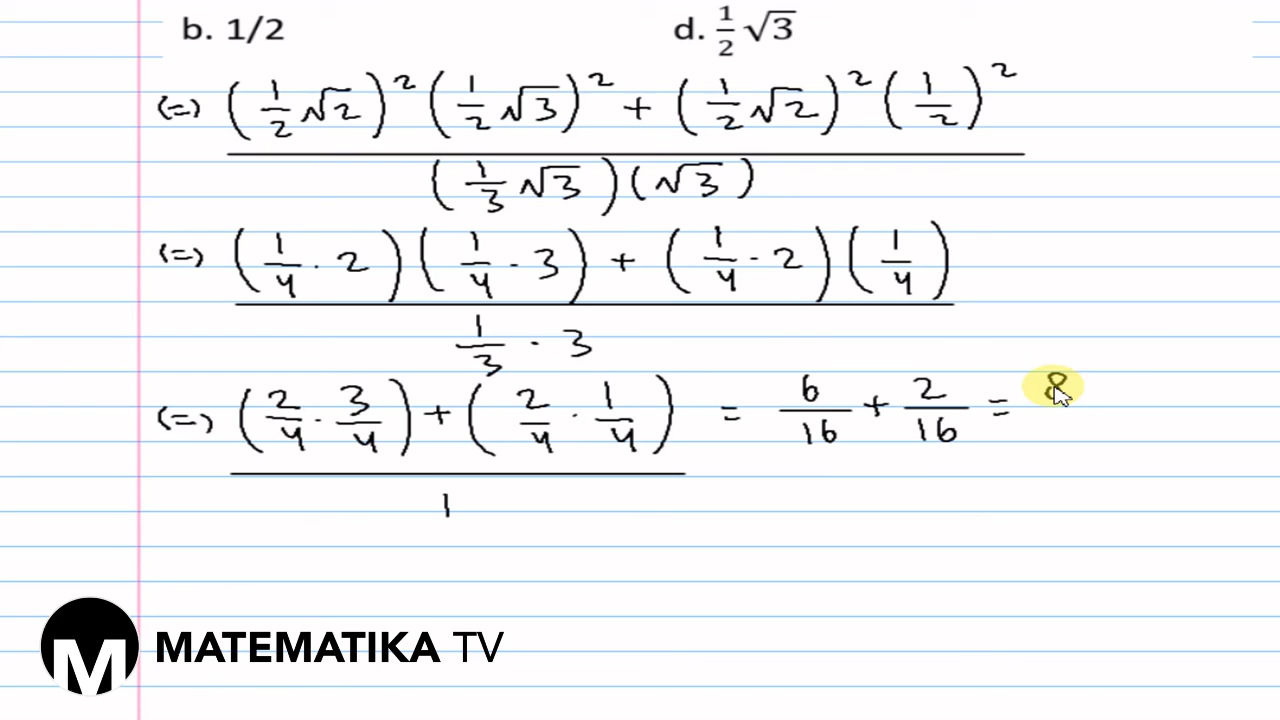 b. 1/2 d. 1/2 √3
(=) (1/2 √2)² (1/2 √3)² + (1/2 √2)² (1/2)²
(1/3 √3) (√3)
(=) (1/4 . 2) (1/4 . 3) + (1/4 . 2) (1/4)
1/3 . 3
(=) (2/4 . 3/4) + (2/4 . 1/4) = 6/16 + 2/16 = 8
1
M MATEMATIKA TV